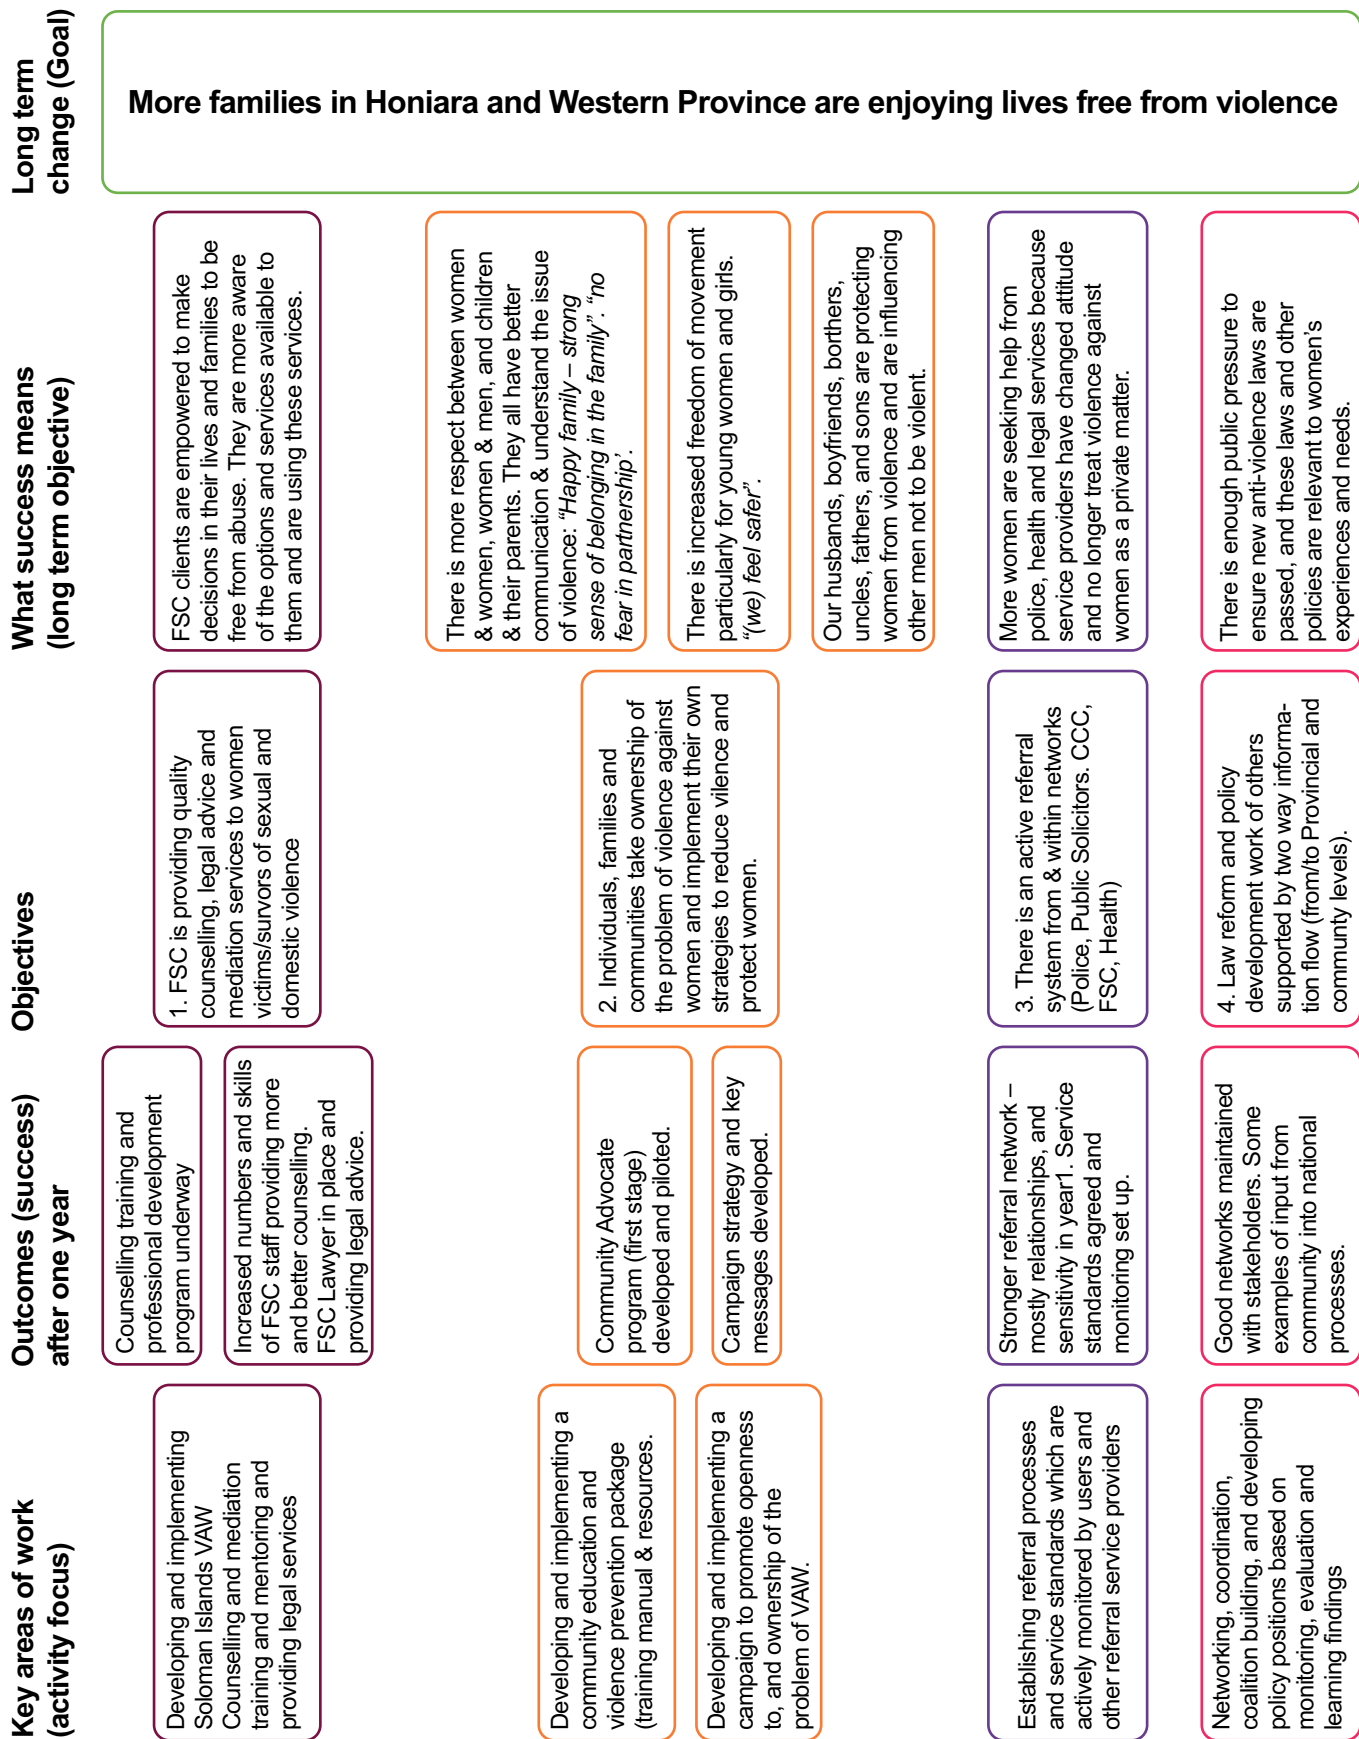 Key areas of work
(activity focus)
Developing and implementing
Soloman Islands VAW
Counselling and mediation
training and mentoring and
providing legal services
Developing and implementing a
community education and
violence prevention package
(training manual & resources.
Developing and implementing a
campaign to promote openness
to, and ownership of the
problem of VAW.
Establishing referral processes
and service standards which are
actively monitored by users and
other referral service providers
Networking, coordination,
coalition building, and developing
policy positions based on
monitoring, evaluation and
learning findings
Outcomes (success)
after one year
Counselling training and
professional development
program underway
Increased numbers and skills
of FSC staff providing more
and better counselling.
FSC Lawyer in place and
providing legal advice.
Community Advocate
program (first stage)
developed and piloted.
Campaign strategy and key
messages developed.
Stronger referral network –
mostly relationships, and
sensitivity in year1. Service
standards agreed and
monitoring set up.
Good networks maintained
with stakeholders. Some
examples of input from
community into national
processes.
Objectives
1. FSC is providing quality
counselling, legal advice and
mediation services to women
victims/survors of sexual and
domestic violence
2. Individuals, families and
communities take ownership of
the problem of violence against
women and implement their own
strategies to reduce vilence and
protect women.
3. There is an active referral
system from & within networks
(Police, Public Solicitors. CCC,
FSC, Health)
4. Law reform and policy
development work of others
supported by two way informa-
tion flow (from/to Provincial and
community levels).
What success means
(long term objective)
FSC clients are empowered to make
decisions in their lives and families to be
free from abuse. They are more aware
of the options and services available to
them and are using these services.
There is more respect between women
& women, women & men, and children
& their parents. They all have better
communication & understand the issue
of violence: “Happy family – strong
sense of belonging in the family”. “no
fear in partnership’.
There is increased freedom of movement
particularly for young women and girls.
“(we) feel safer”.
Our husbands, boyfriends, borthers,
uncles, fathers, and sons are protecting
women from violence and are influencing
other men not to be violent.
More women are seeking help from
police, health and legal services because
service providers have changed attitude
and no longer treat violence against
women as a private matter.
There is enough public pressure to
ensure new anti-violence laws are
passed, and these laws and other
policies are relevant to women’s
experiences and needs.
Long term
change (Goal)
More families in Honiara and Western Province are enjoying lives free from violence